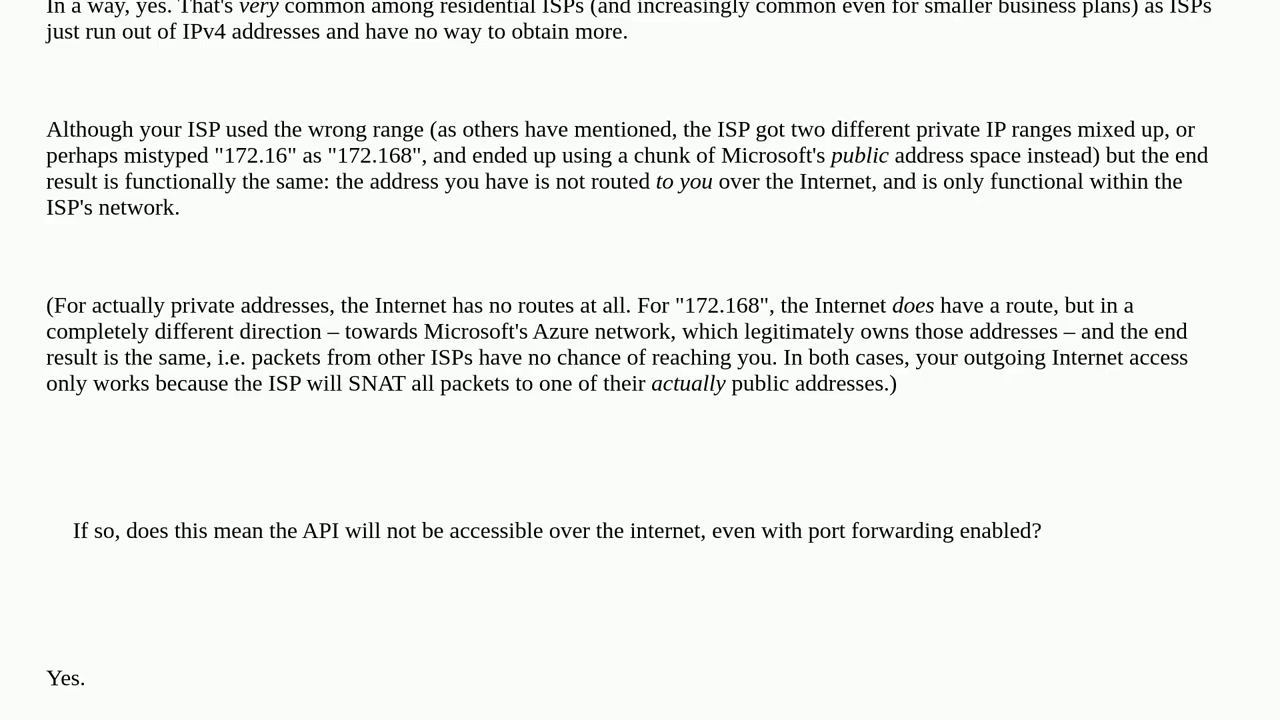 In a way, yes. That's very common among residential ISPs (and increasingly common even for smaller business plans) as ISPs
just run out of IPv4 addresses and have no way to obtain more.
Although your ISP used the wrong range (as others have mentioned, the ISP got two different private IP ranges mixed up, or
perhaps mistyped "172.16" as "172.168", and ended up using a chunk of Microsoft's public address space instead) but the end
result is functionally the same: the address you have is not routed to you over the Internet, and is only functional within the
ISP's network.
(For actually private addresses, the Internet has no routes at all. For "172.168", the Internet does have a route, but in a
completely different direction – towards Microsoft's Azure network, which legitimately owns those addresses – and the end
result is the same, i.e. packets from other ISPs have no chance of reaching you. In both cases, your outgoing Internet access
only works because the ISP will SNAT all packets to one of their actually public addresses.)
If so, does this mean the API will not be accessible over the internet, even with port forwarding enabled?
Yes.